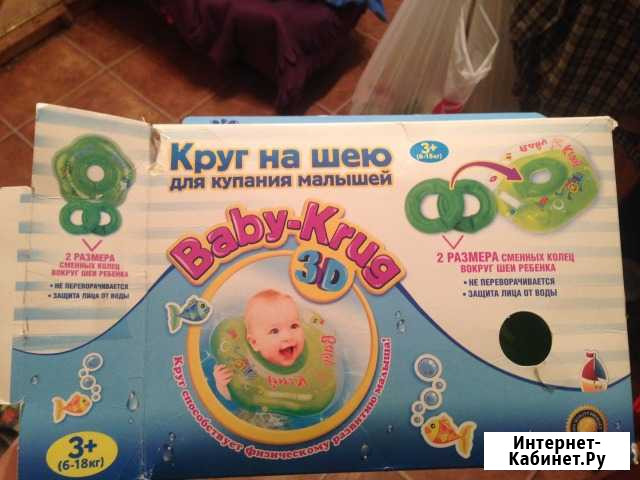 Круг на шею
для купания малышей
3+
(6-18кг)
Baby-Krug
3D
Baby
Krug
2 РАЗМЕРА
СМЕННЫХ КОЛЕЦ
ВОКРУГ ШЕИ РЕБЕНКА
• НЕ ПЕРЕВОРАЧИВАЕТСЯ
• ЗАЩИТА ЛИЦА ОТ ВОДЫ
2 РАЗМЕРА СМЕННЫХ КОЛЕЦ
ВОКРУГ ШЕИ РЕБЕНКА
• НЕ ПЕРЕВОРАЧИВАЕТСЯ
• ЗАЩИТА ЛИЦА ОТ ВОДЫ
Круг способствует физическому развитию малыша!
3+
(6-18кг)
Интернет-
Кабинет.Ру